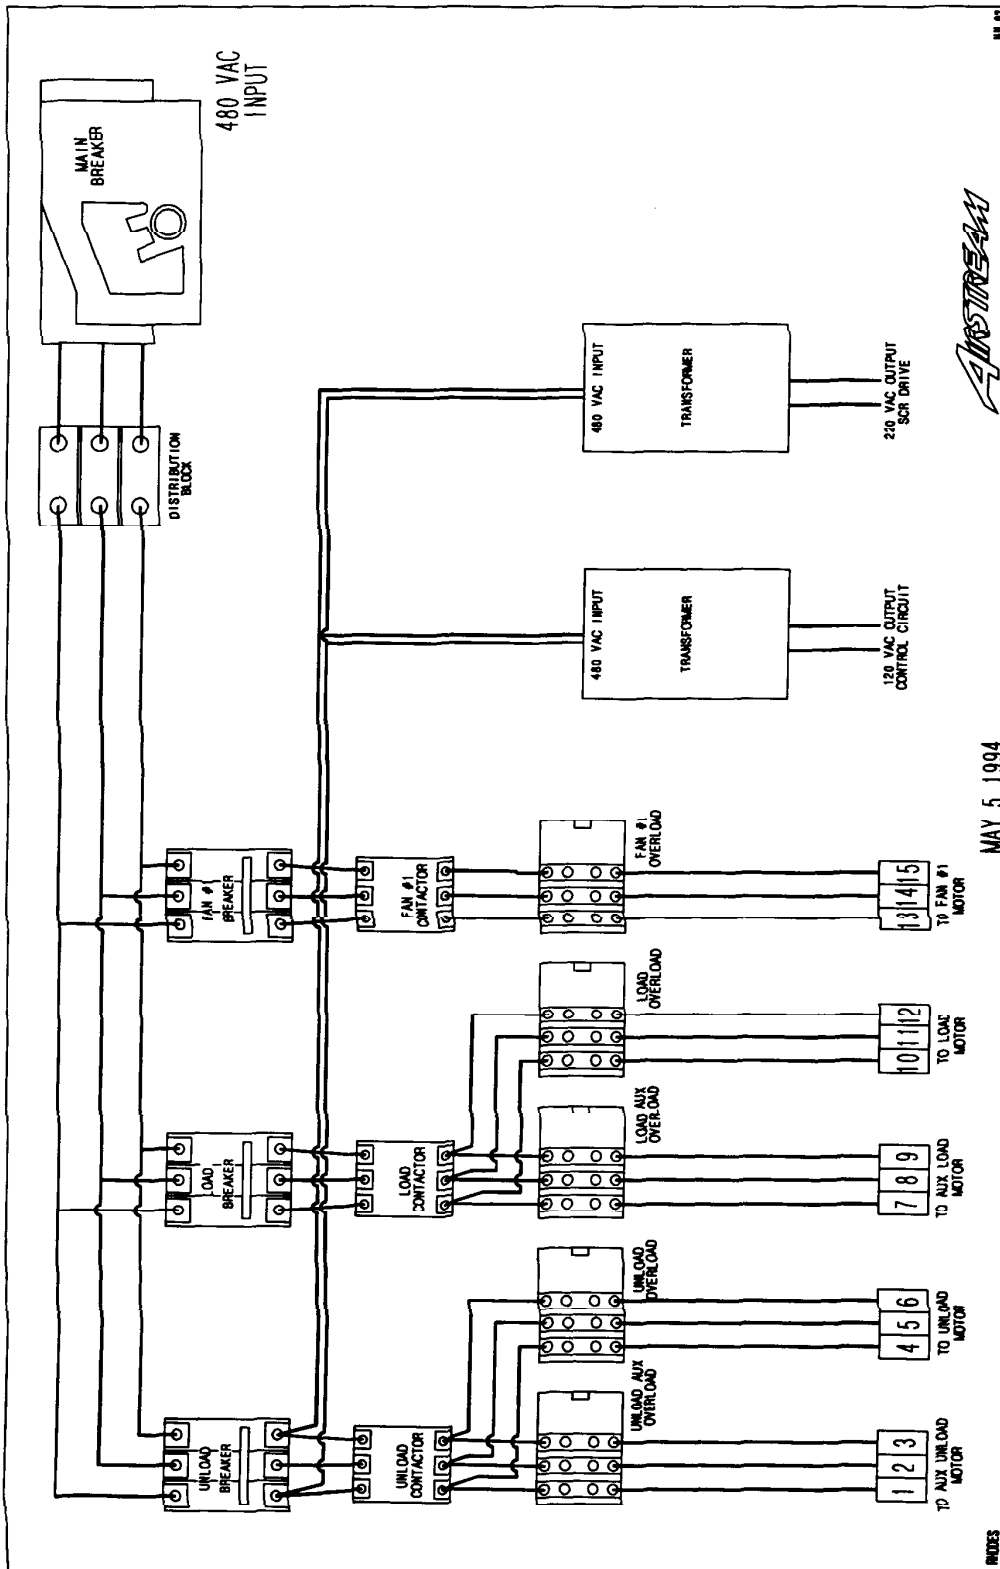 480 VAC
INPUT
MAIN
BREAKER
DISTRIBUTION
BLOCK
UNLOAD
BREAKER
LOAD
BREAKER
FAN #1
BREAKER
UNLOAD
CONTACTOR
LOAD
CONTACTOR
FAN #1
CONTACTOR
UNLOAD AUX
OVERLOAD
UNLOAD
OVERLOAD
LOAD AUX
OVERLOAD
LOAD
OVERLOAD
FAN #1
OVERLOAD
480 VAC INPUT
TRANSFORMER
480 VAC INPUT
TRANSFORMER
1 2 3
TO AUX UNLOAD
MOTOR
4 5 6
TO UNLOAD
MOTOR
7 8 9
TO AUX LOAD
MOTOR
10 11 12
TO LOAD
MOTOR
13 14 15
TO FAN #1
MOTOR
120 VAC OUTPUT
CONTROL CIRCUIT
220 VAC OUTPUT
SCR DRIVE
RHODES
MAY 5 1994
AIRSTREAM